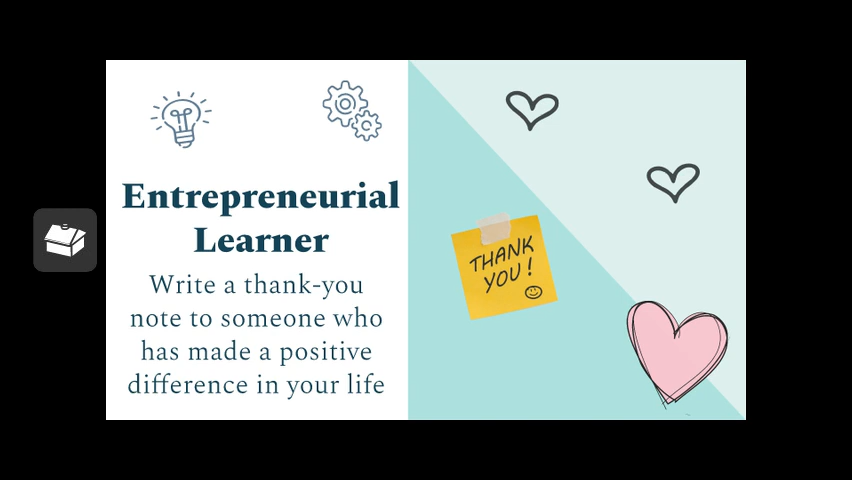 Entrepreneurial
Learner
Write a thank-you
note to someone who
has made a positive
difference in your life
THANK
YOU!